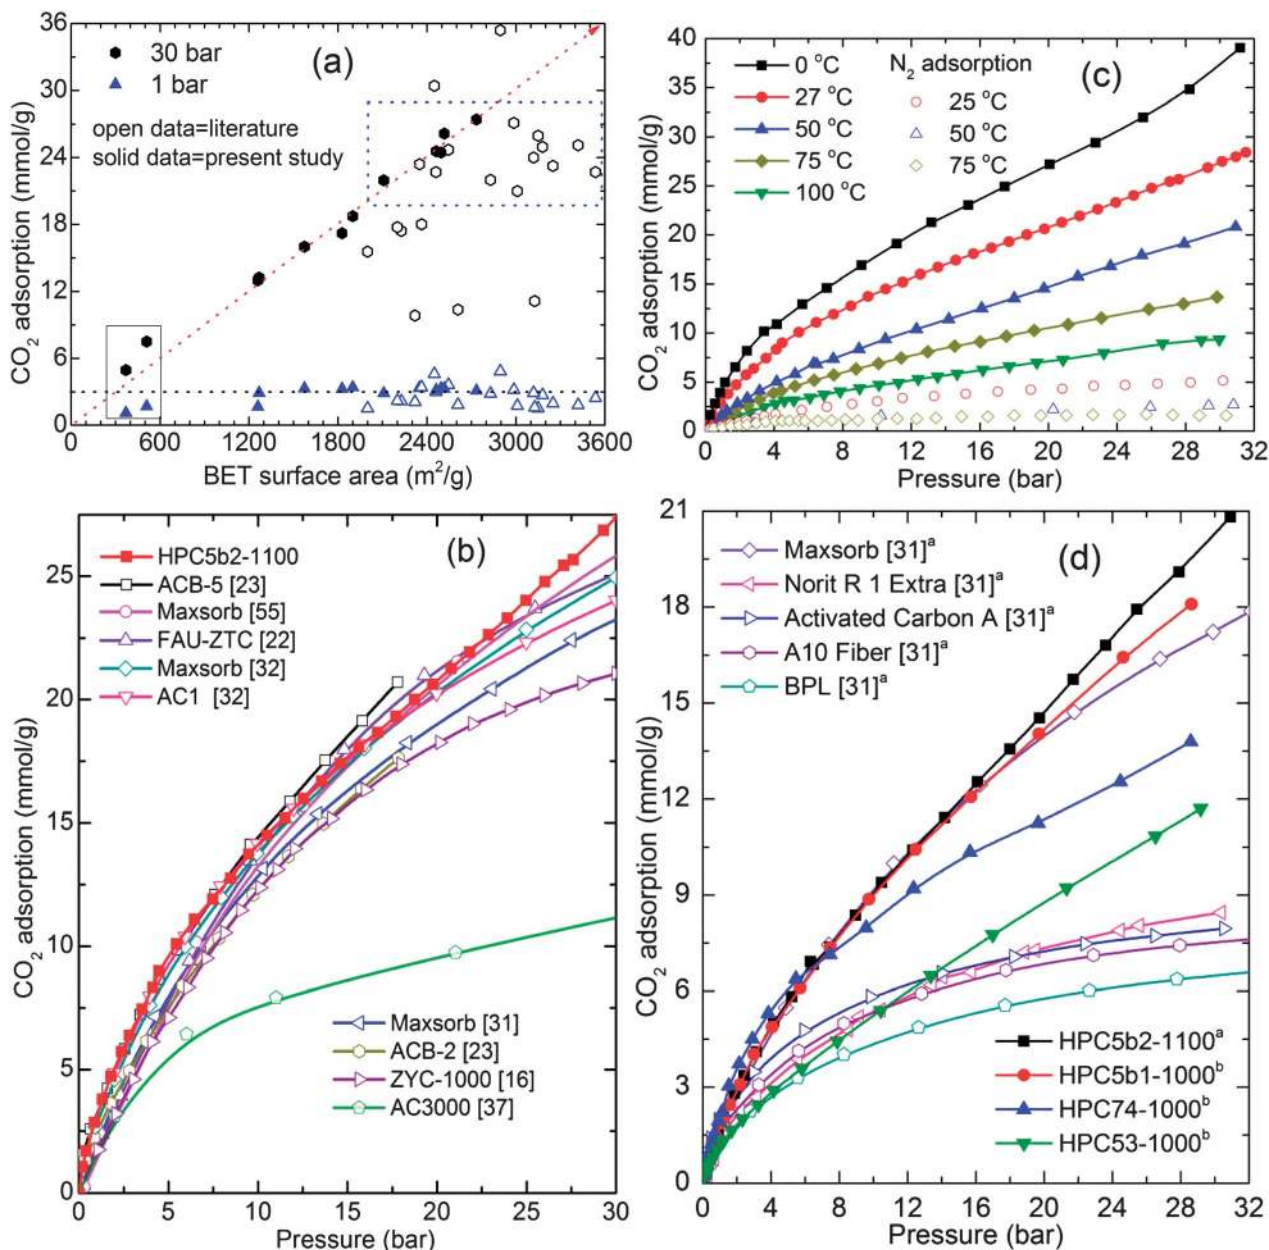 (a)
30 bar
1 bar
open data=literature
solid data=present study
CO2 adsorption (mmol/g)
36
30
24
18
12
6
0
0 600 1200 1800 2400 3000 3600
BET surface area (m²/g)
(c)
0 °C
27 °C
50 °C
75 °C
100 °C
N2 adsorption
25 °C
50 °C
75 °C
CO2 adsorption (mmol/g)
40
35
30
25
20
15
10
5
0
0 4 8 12 16 20 24 28 32
Pressure (bar)
(b)
HPC5b2-1100
ACB-5 [23]
Maxsorb [55]
FAU-ZTC [22]
Maxsorb [32]
AC1 [32]
Maxsorb [31]
ACB-2 [23]
ZYC-1000 [16]
AC3000 [37]
CO2 adsorption (mmol/g)
25
20
15
10
5
0
0 5 10 15 20 25 30
Pressure (bar)
(d)
Maxsorb [31]ᵃ
Norit R 1 Extra [31]ᵃ
Activated Carbon A [31]ᵃ
A10 Fiber [31]ᵃ
BPL [31]ᵃ
HPC5b2-1100ᵃ
HPC5b1-1000ᵇ
HPC74-1000ᵇ
HPC53-1000ᵇ
CO2 adsorption (mmol/g)
21
18
15
12
9
6
3
0
0 4 8 12 16 20 24 28 32
Pressure (bar)